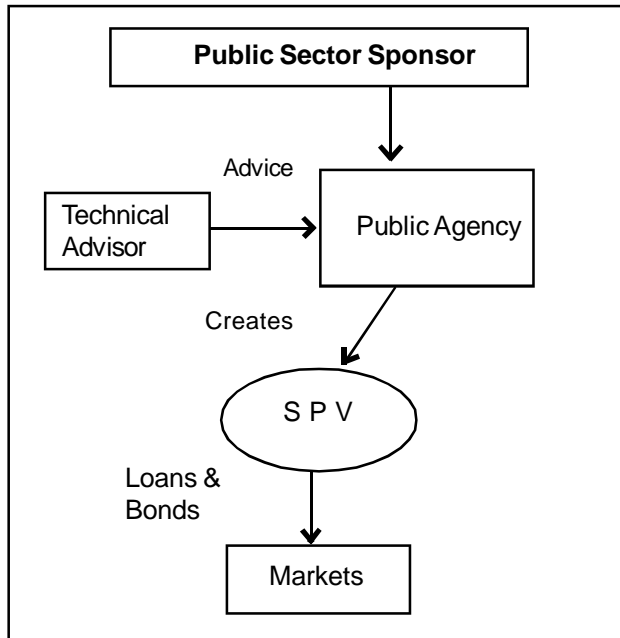 Public Sector Sponsor
Advice
Technical
Advisor
Public Agency
Creates
S P V
Loans &
Bonds
Markets